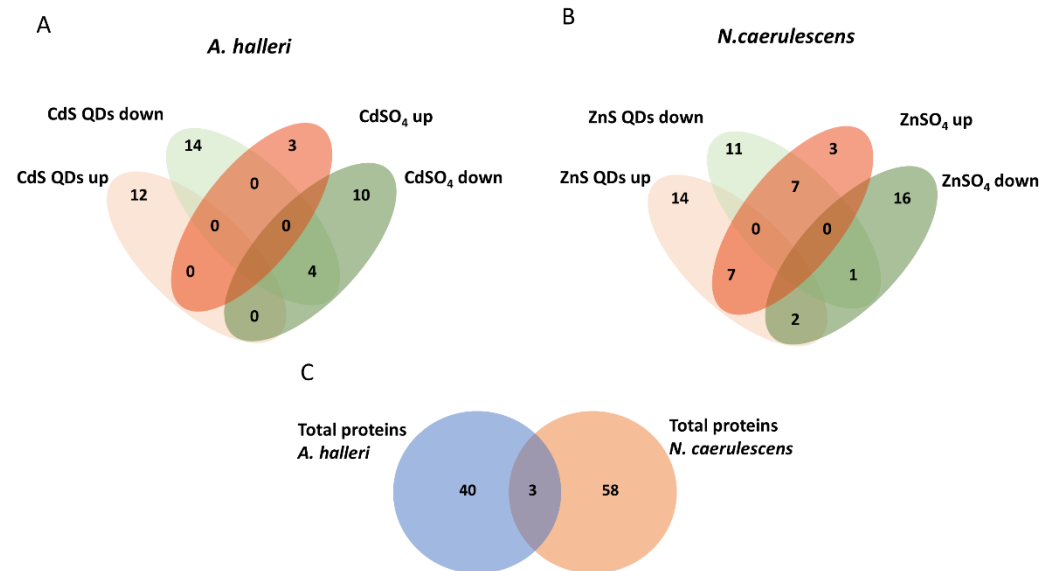 A
A. halleri
CdS QDs down
CdSO₄ up
CdS QDs up
CdSO₄ down
14
3
12
0
10
0
0
0
4
0
B
N.caerulescens
ZnS QDs down
ZnSO₄ up
ZnS QDs up
ZnSO₄ down
11
3
14
7
16
0
0
7
1
2
C
Total proteins
A. halleri
Total proteins
N. caerulescens
40
3
58